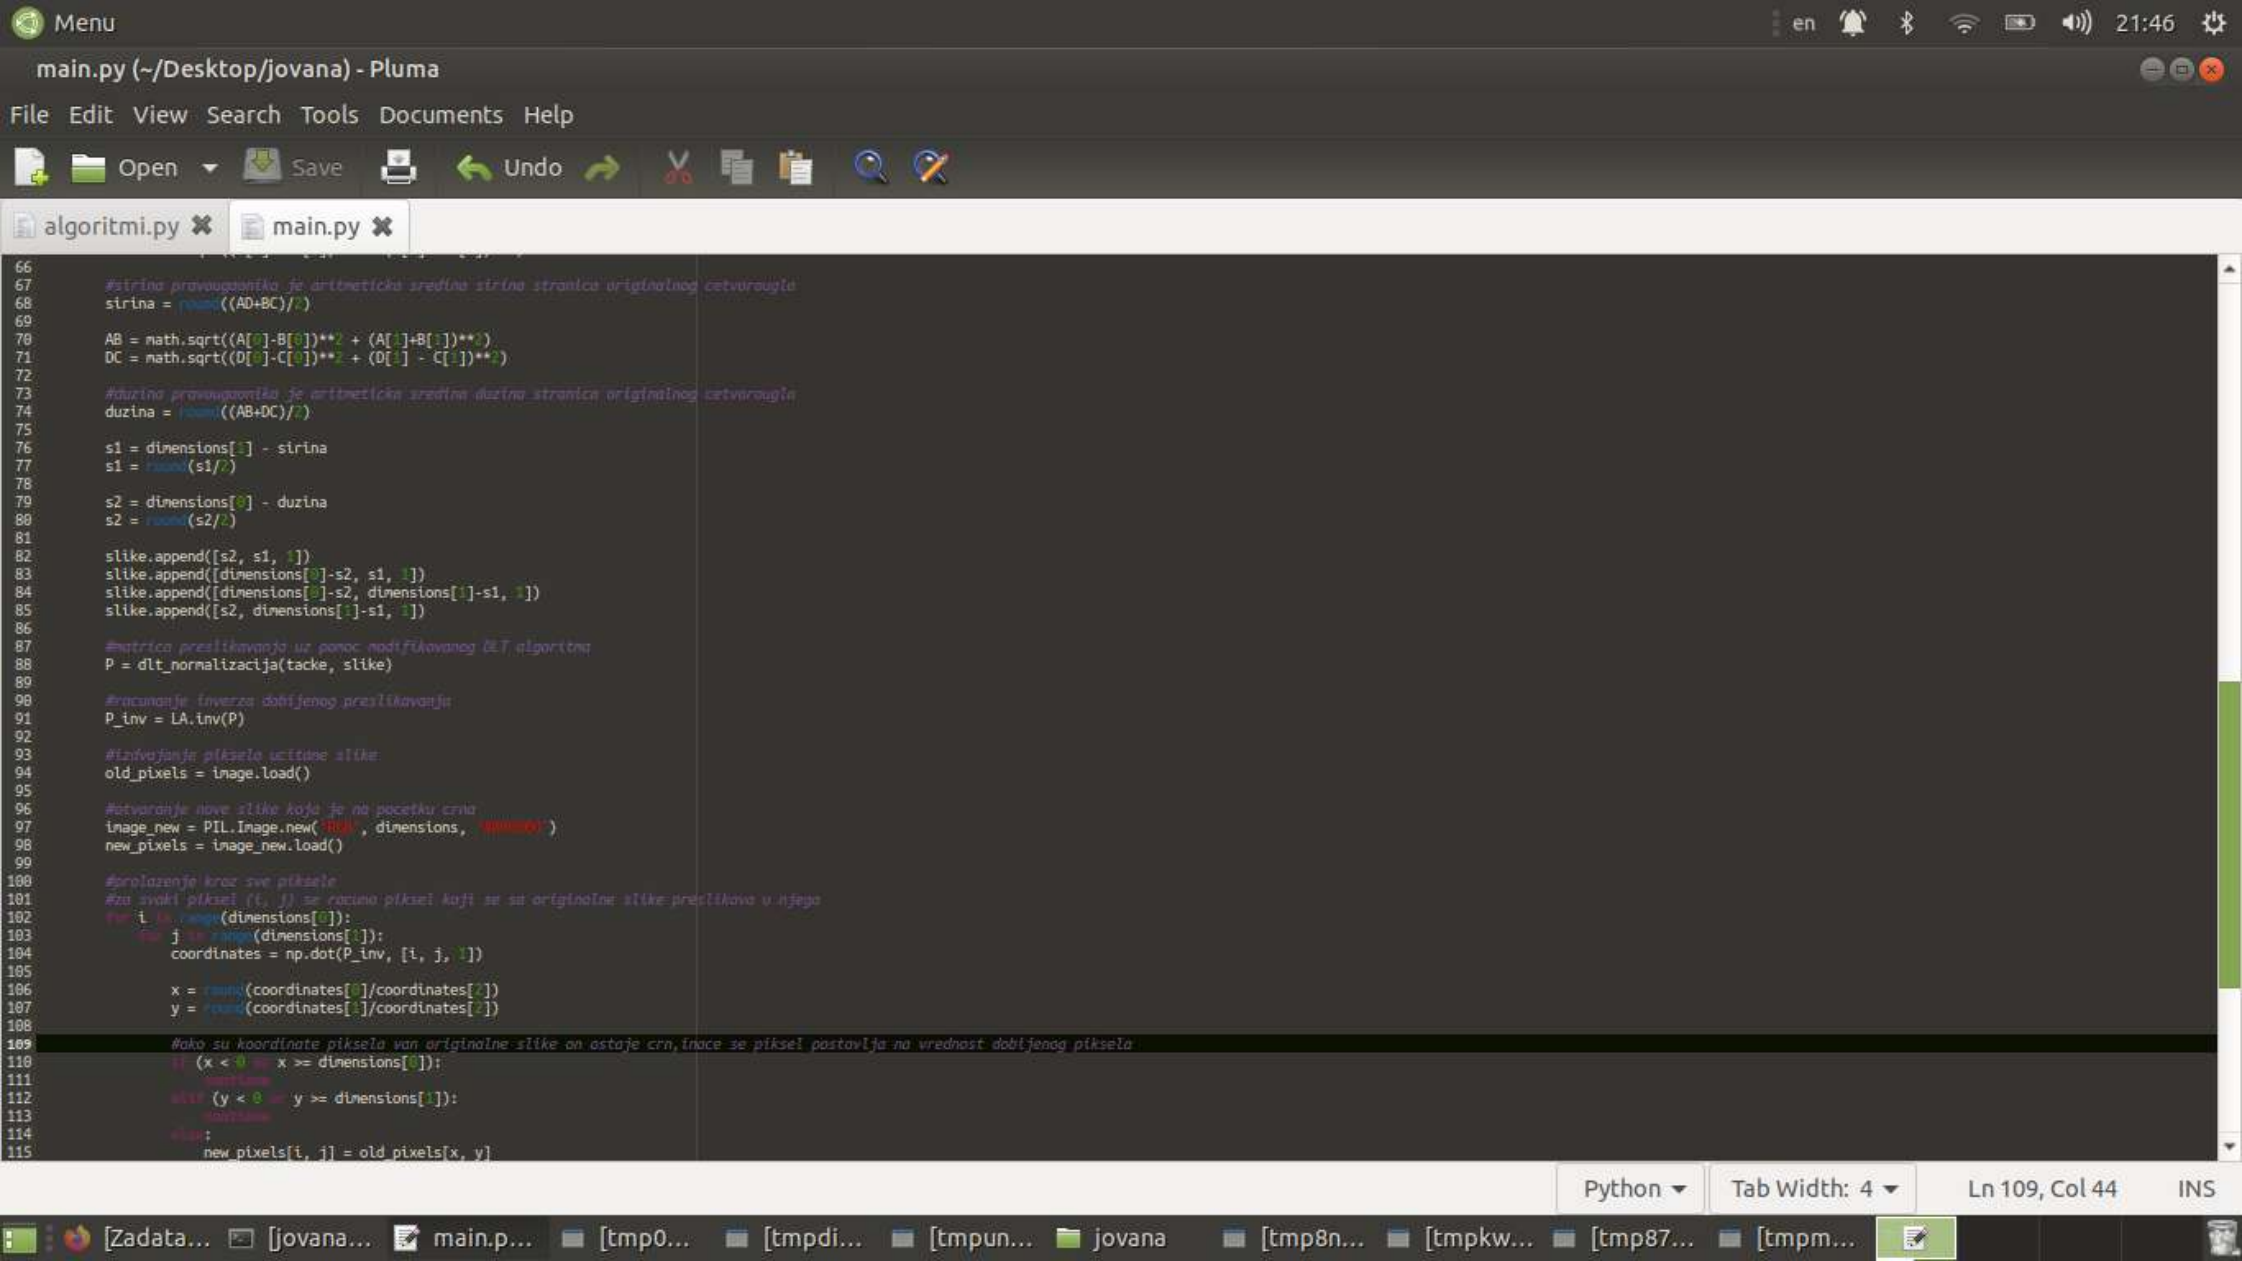 Menu
en
21:46
main.py (~/Desktop/jovana) - Pluma
File Edit View Search Tools Documents Help
Open Save Undo
algoritmi.py main.py
66
67 #sirina pravougaonika je aritmeticka sredina sirina stranica originalnog cetvorougla
68 sirina = round((AD+BC)/2)
69
70 AB = math.sqrt((A[0]-B[0])**2 + (A[1]+B[1])**2)
71 DC = math.sqrt((D[0]-C[0])**2 + (D[1] - C[1])**2)
72
73 #duzina pravougaonika je aritmeticka sredina duzina stranica originalnog cetvorougla
74 duzina = round((AB+DC)/2)
75
76 s1 = dimensions[1] - sirina
77 s1 = round(s1/2)
78
79 s2 = dimensions[0] - duzina
80 s2 = round(s2/2)
81
82 slike.append([s2, s1, 1])
83 slike.append([dimensions[0]-s2, s1, 1])
84 slike.append([dimensions[0]-s2, dimensions[1]-s1, 1])
85 slike.append([s2, dimensions[1]-s1, 1])
86
87 #matrica preslikavanja uz pomoc modifikovanog DLT algoritma
88 P = dlt_normalizacija(tacke, slike)
89
90 #racunanje inverza dobijenog preslikavanja
91 P_inv = LA.inv(P)
92
93 #izdvajanje piksela ucitane slike
94 old_pixels = image.load()
95
96 #otvaranje nove slike koja je na pocetku crna
97 image_new = PIL.Image.new('RGB', dimensions, )
98 new_pixels = image_new.load()
99
100 #prolazenje kroz sve piksele
101 #za svaki piksel (i, j) se racuna piksel koji se sa originalne slike preslikava u njega
102 for i in range(dimensions[0]):
103 for j in range(dimensions[1]):
104 coordinates = np.dot(P_inv, [i, j, 1])
105
106 x = round(coordinates[0]/coordinates[2])
107 y = round(coordinates[1]/coordinates[2])
108
109 #ako su koordinate piksela van originalne slike on ostaje crn,inace se piksel postavlja na vrednost dobijenog piksela
110 if (x < 0 or x >= dimensions[0]):
111 continue
112 elif (y < 0 or y >= dimensions[1]):
113 continue
114 else:
115 new_pixels[i, j] = old_pixels[x, y]
Python Tab Width: 4 Ln 109, Col 44 INS
[Zadata... [jovana... main.p... [tmp0... [tmpdi... [tmpun... jovana [tmp8n... [tmpkw... [tmp87... [tmpm...